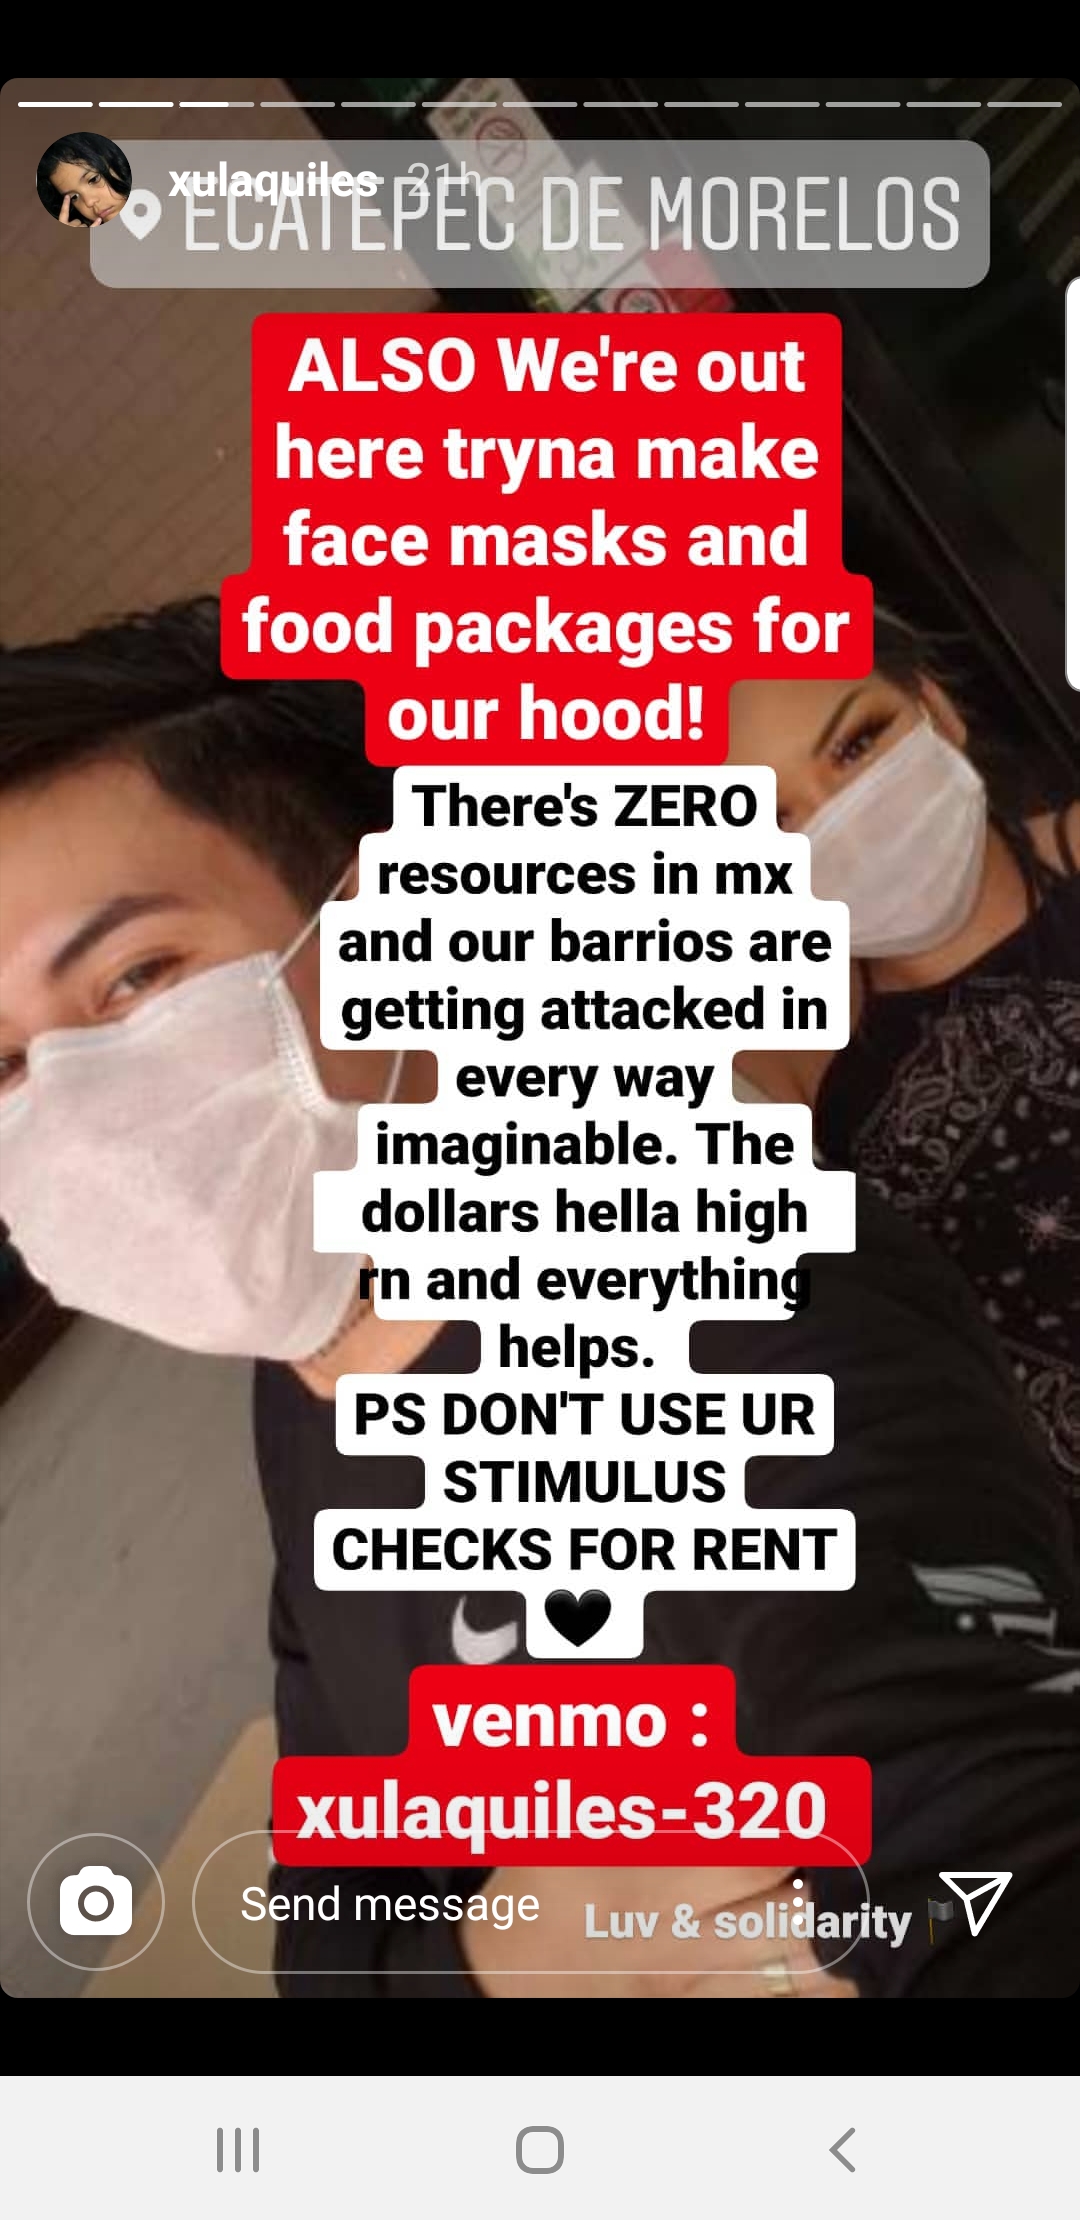 xulaquiles 21h
ECATEPEC DE MORELOS
ALSO We're out
here tryna make
face masks and
food packages for
our hood!
There's ZERO
resources in mx
and our barrios are
getting attacked in
every way
imaginable. The
dollars hella high
rn and everything
helps.
PS DON'T USE UR
STIMULUS
CHECKS FOR RENT
🖤
venmo :
xulaquiles-320
Send message
Luv & solidarity 🏴